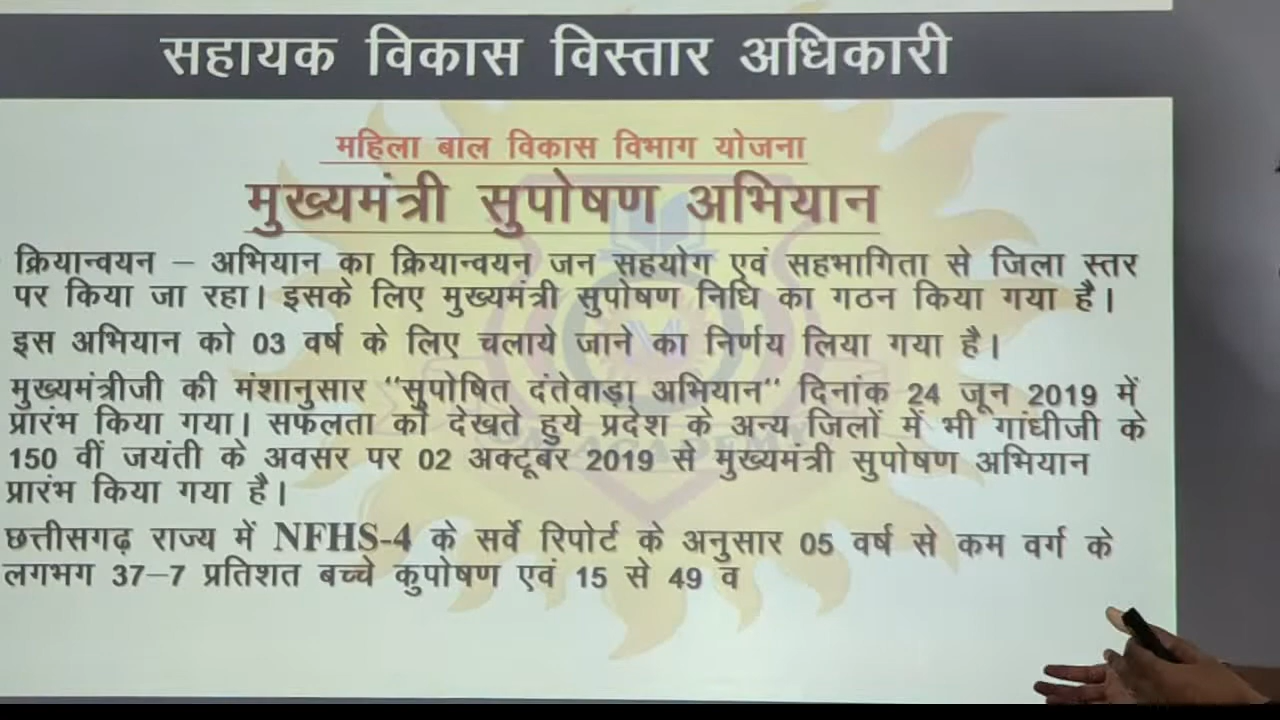 सहायक विकास विस्तार अधिकारी
महिला बाल विकास विभाग योजना
मुख्यमंत्री सुपोषण अभियान
क्रियान्वयन – अभियान का क्रियान्वयन जन सहयोग एवं सहभागिता से जिला स्तर
पर किया जा रहा। इसके लिए मुख्यमंत्री सुपोषण निधि का गठन किया गया है।
इस अभियान को 03 वर्ष के लिए चलाये जाने का निर्णय लिया गया है।
मुख्यमंत्रीजी की मंशानुसार "सुपोषित दंतेवाड़ा अभियान" दिनांक 24 जून 2019 में
प्रारंभ किया गया। सफलता को देखते हुये प्रदेश के अन्य जिलों में भी गांधीजी के
150 वीं जयंती के अवसर पर 02 अक्टूबर 2019 से मुख्यमंत्री सुपोषण अभियान
प्रारंभ किया गया है।
छत्तीसगढ़ राज्य में NFHS-4 के सर्वे रिपोर्ट के अनुसार 05 वर्ष से कम वर्ग के
लगभग 37–7 प्रतिशत बच्चे कुपोषण एवं 15 से 49 व